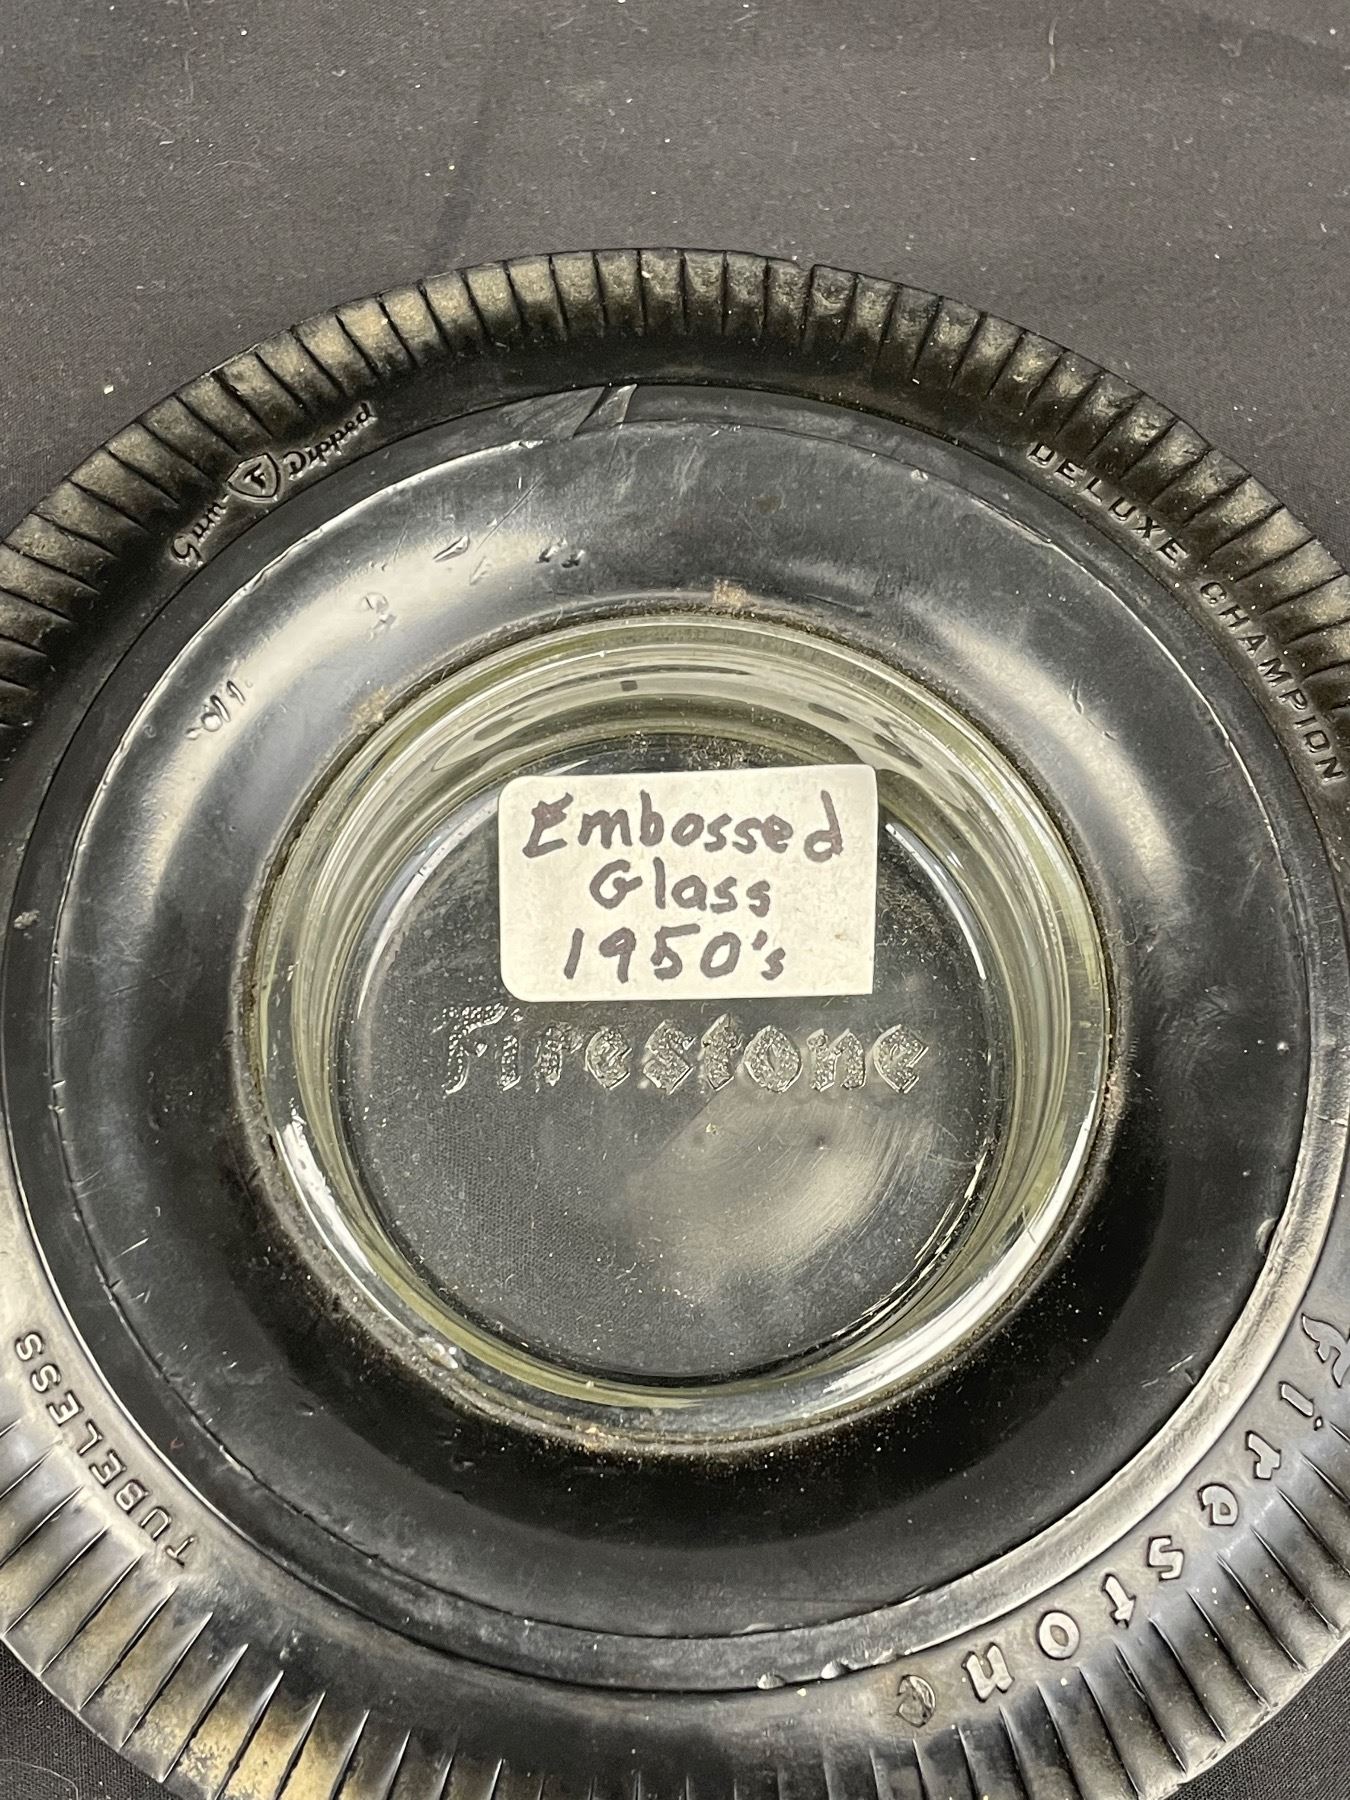 Embossed
Glass
1950's
Firestone
Gum Dipped
F
DELUXE CHAMPION
Firestone
TUBELESS